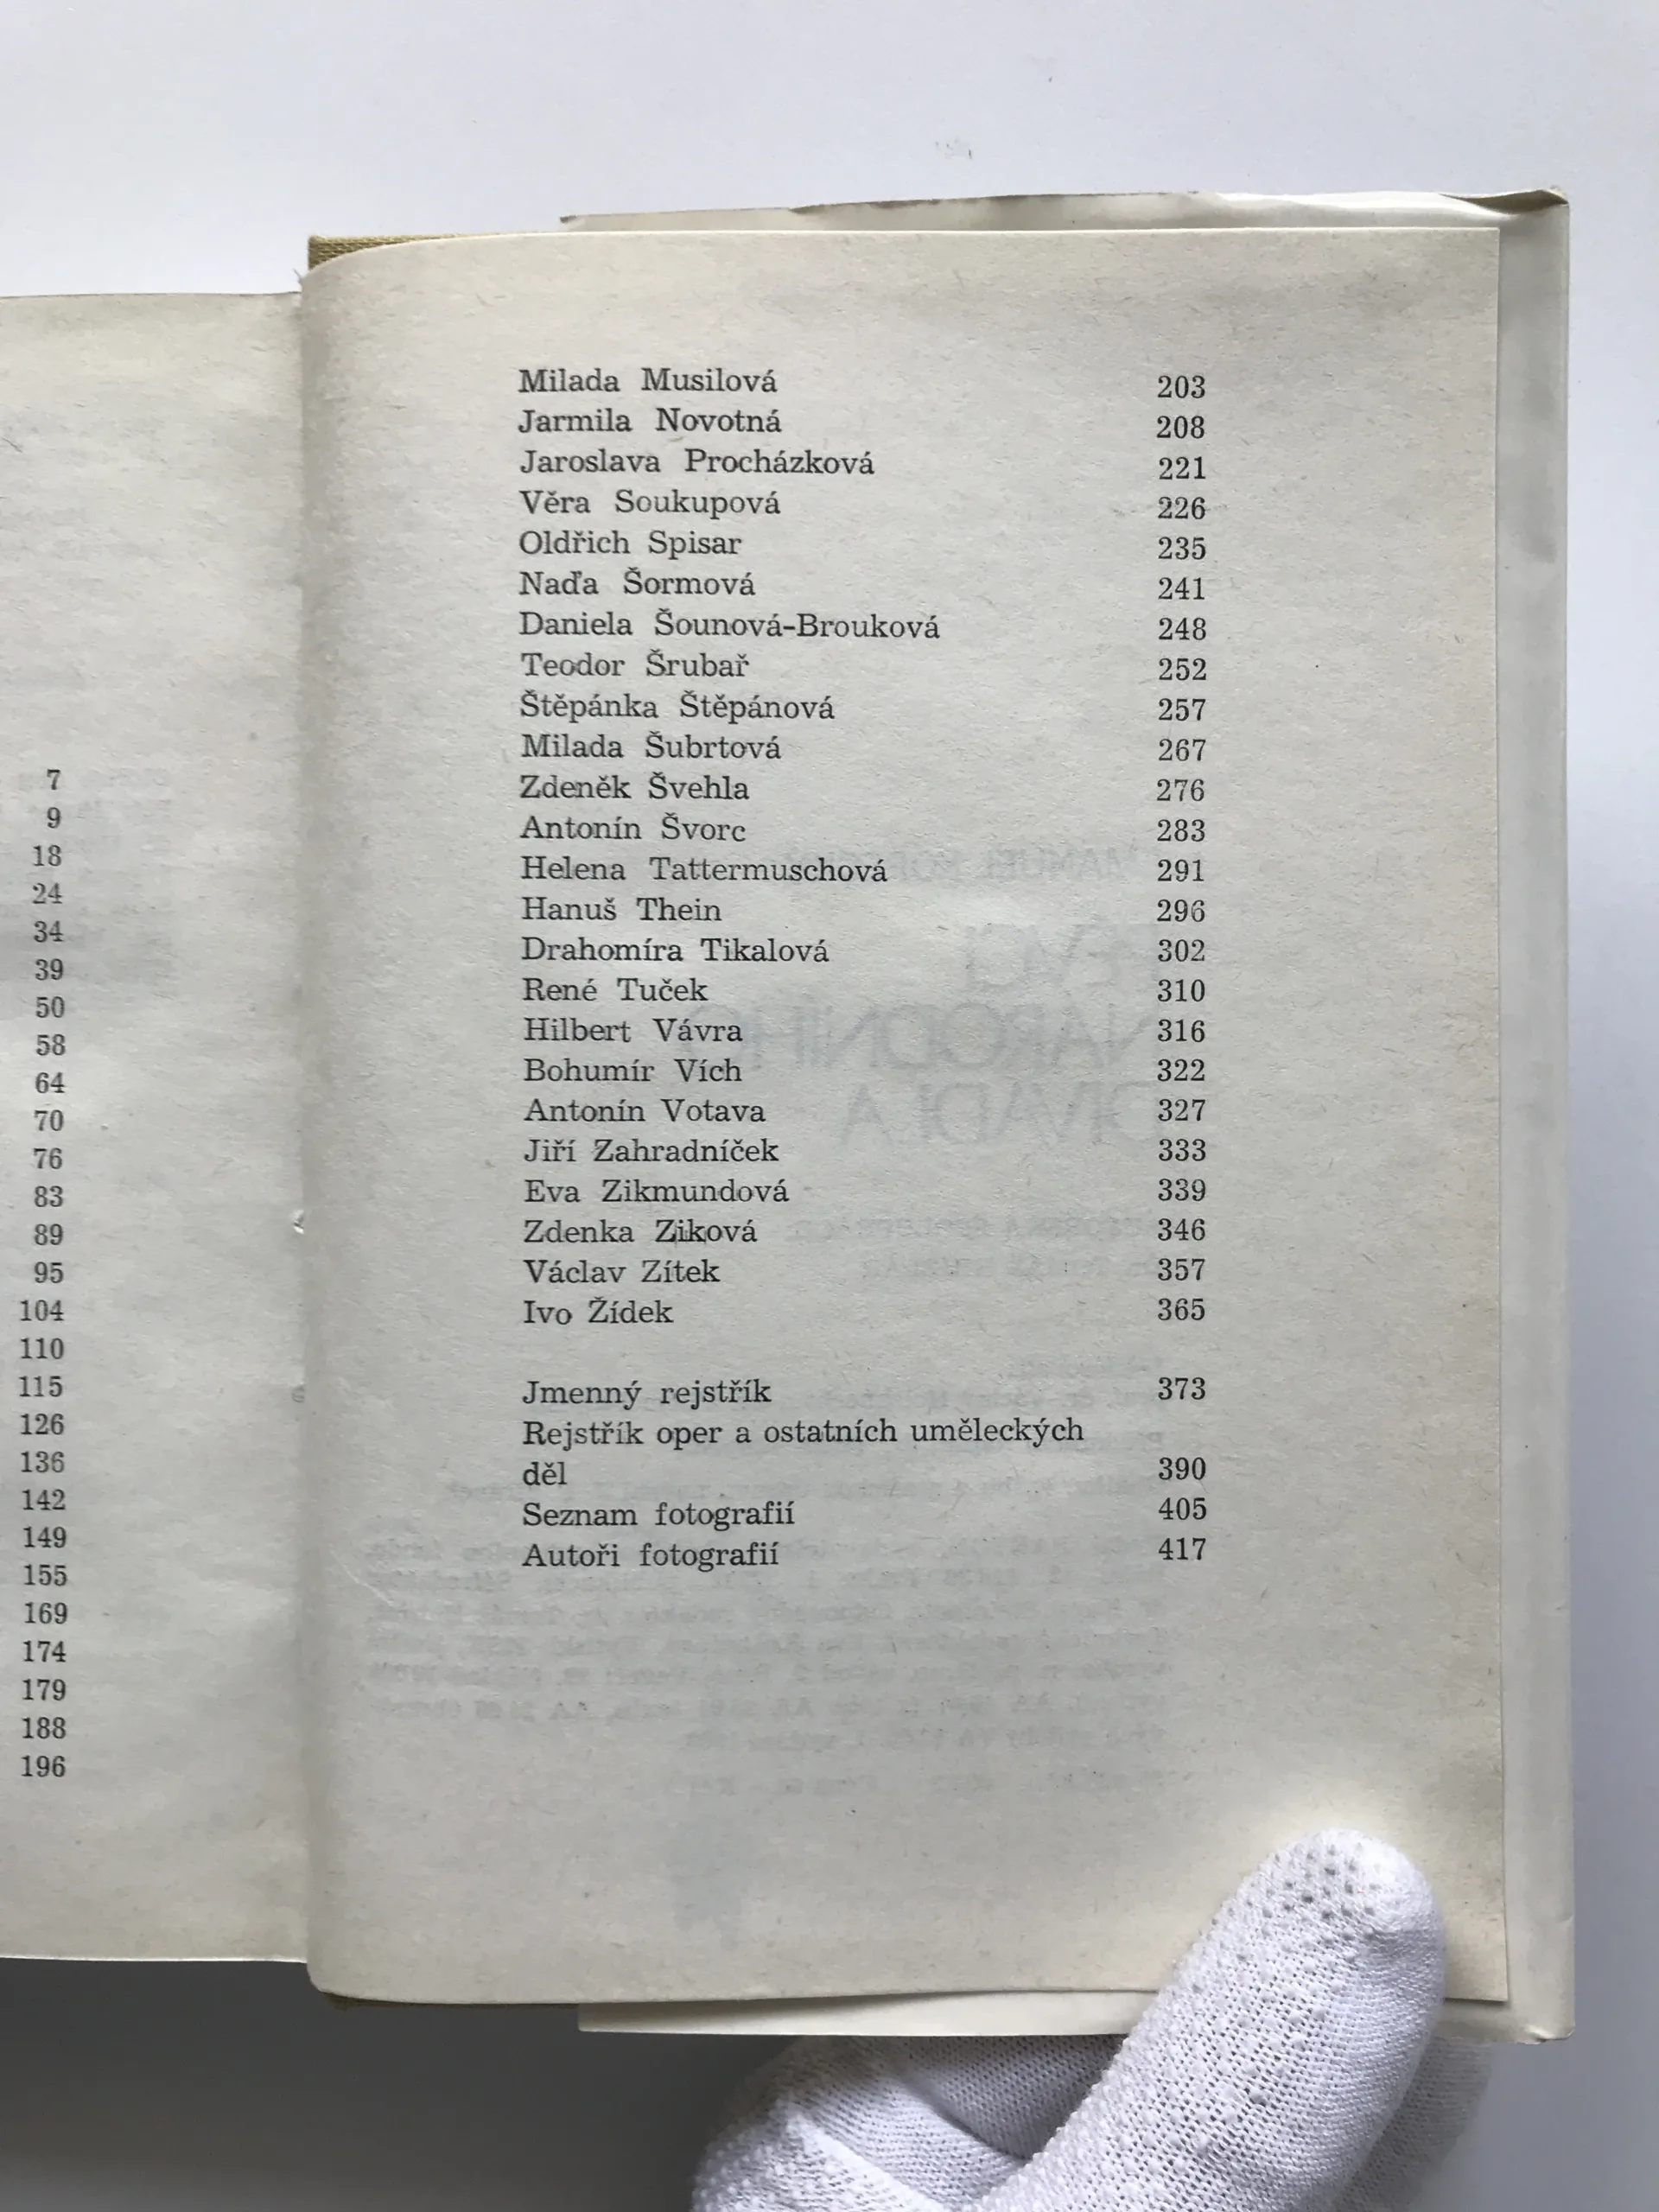 7
9
18
24
34
39
50
58
64
70
76
83
89
95
104
110
115
126
136
142
149
155
169
174
179
188
196
Milada Musilová 203
Jarmila Novotná 208
Jaroslava Procházková 221
Věra Soukupová 226
Oldřich Spisar 235
Naďa Šormová 241
Daniela Šounová-Brouková 248
Teodor Šrubař 252
Štěpánka Štěpánová 257
Milada Šubrtová 267
Zdeněk Švehla 276
Antonín Švorc 283
Helena Tattermuschová 291
Hanuš Thein 296
Drahomíra Tikalová 302
René Tuček 310
Hilbert Vávra 316
Bohumír Vích 322
Antonín Votava 327
Jiří Zahradníček 333
Eva Zikmundová 339
Zdenka Ziková 346
Václav Zítek 357
Ivo Žídek 365
Jmenný rejstřík 373
Rejstřík oper a ostatních uměleckých
děl 390
Seznam fotografií 405
Autoři fotografií 417